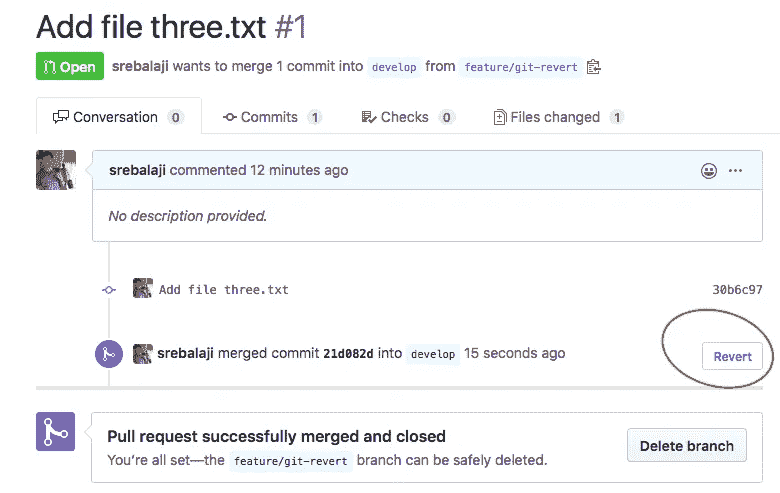 Add file three.txt #1
Open srebalaji wants to merge 1 commit into develop from feature/git-revert
Conversation 0 Commits 1 Checks 0 Files changed 1
srebalaji commented 12 minutes ago
No description provided.
Add file three.txt 30b6c97
srebalaji merged commit 21d082d into develop 15 seconds ago Revert
Pull request successfully merged and closed
You’re all set—the feature/git-revert branch can be safely deleted.
Delete branch